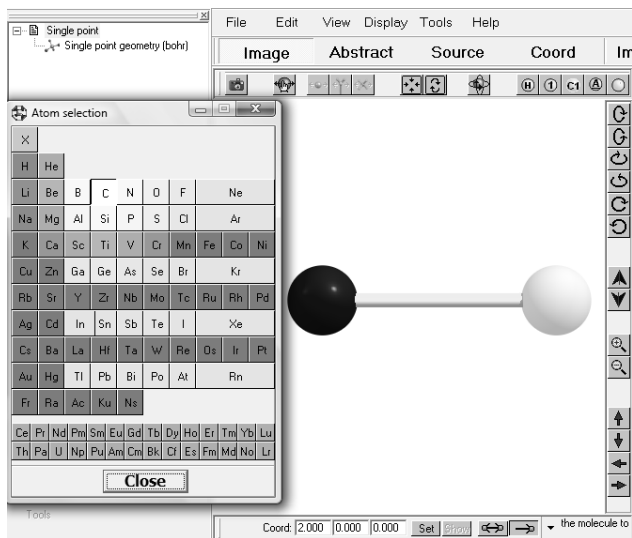 Single point
Single point geometry (bohr)
File Edit View Display Tools Help
Image Abstract Source Coord
H 1 C1 A
Atom selection
X
H He
Li Be B C N O F Ne
Na Mg Al Si P S Cl Ar
K Ca Sc Ti V Cr Mn Fe Co Ni
Cu Zn Ga Ge As Se Br Kr
Rb Sr Y Zr Nb Mo Tc Ru Rh Pd
Ag Cd In Sn Sb Te I Xe
Cs Ba La Hf Ta W Re Os Ir Pt
Au Hg Tl Pb Bi Po At Rn
Fr Ra Ac Ku Ns
Ce Pr Nd Pm Sm Eu Gd Tb Dy Ho Er Tm Yb Lu
Th Pa U Np Pu Am Cm Bk Cf Es Fm Md No Lr
Close
Tools
Coord: 2.000 0.000 0.000 Set Show the molecule to